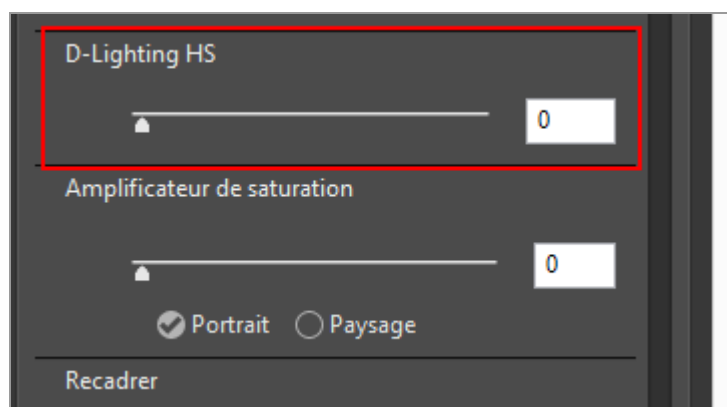 D-Lighting HS
0
Amplificateur de saturation
0
Portrait Paysage
Recadrer